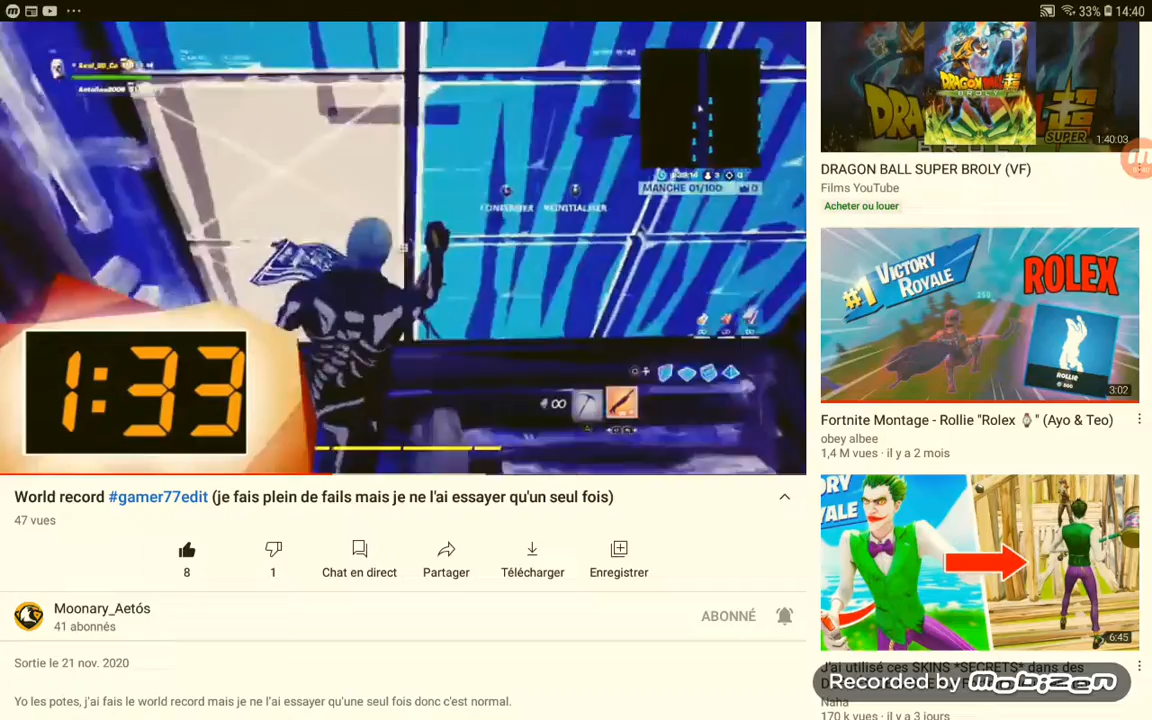 33% 14:40
MANCHE 01/100
1:33
World record #gamer77edit (je fais plein de fails mais je ne l'ai essayer qu'un seul fois)
47 vues
8
1
Chat en direct
Partager
Télécharger
Enregistrer
Moonary_Aetós
41 abonnés
ABONNÉ
Sortie le 21 nov. 2020
Yo les potes, j'ai fais le world record mais je ne l'ai essayer qu'une seul fois donc c'est normal.
DRAGON BALL
SUPER
BROLY
1:40:03
DRAGON BALL SUPER BROLY (VF)
Films YouTube
Acheter ou louer
#1 VICTORY
ROYALE
ROLEX
ROLLIE
3:02
Fortnite Montage - Rollie "Rolex ⌚" (Ayo & Teo)
obey albee
1,4 M vues · il y a 2 mois
6:45
J'ai utilisé ces SKINS *SECRETS* dans des
Recorded by mobizen
Naha
170 k vues · il y a 3 jours